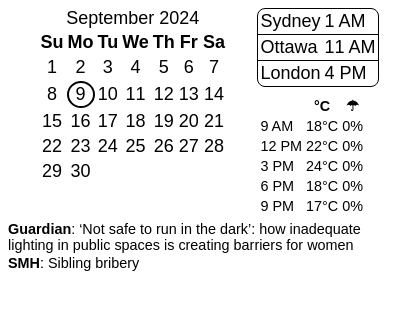 September 2024
Su Mo Tu We Th Fr Sa
1 2 3 4 5 6 7
8 9 10 11 12 13 14
15 16 17 18 19 20 21
22 23 24 25 26 27 28
29 30
Sydney 1 AM
Ottawa 11 AM
London 4 PM
°C ☂
9 AM 18°C 0%
12 PM 22°C 0%
3 PM 24°C 0%
6 PM 18°C 0%
9 PM 17°C 0%
Guardian: ‘Not safe to run in the dark’: how inadequate
lighting in public spaces is creating barriers for women
SMH: Sibling bribery